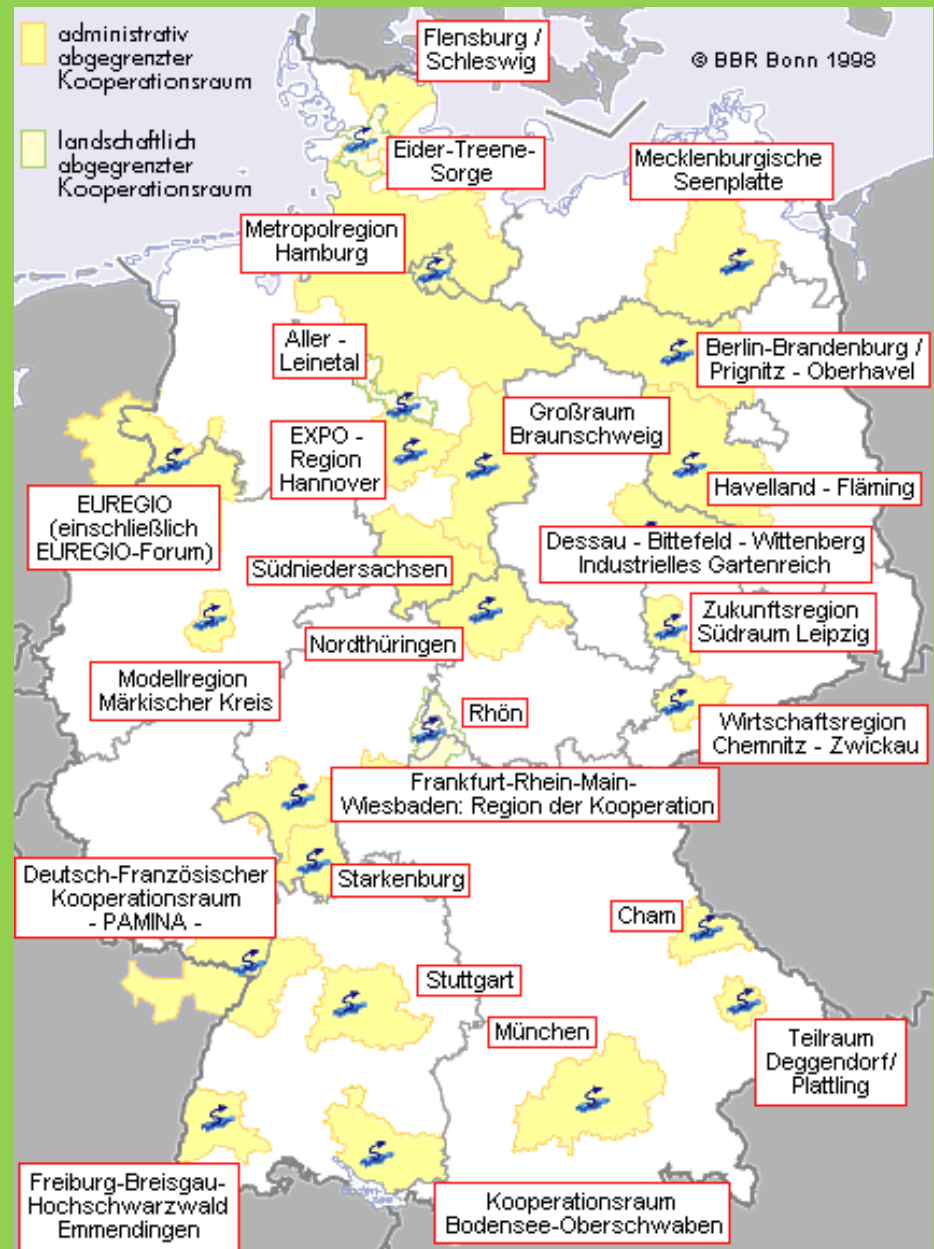 administrativ
abgegrenzter
Kooperationsraum
landschaftlich
abgegrenzter
Kooperationsraum
Flensburg /
Schleswig
© BBR Bonn 1998
Eider-Treene-
Sorge
Mecklenburgische
Seenplatte
Metropolregion
Hamburg
Aller -
Leinetal
Berlin-Brandenburg /
Prignitz - Oberhavel
Großraum
Braunschweig
EXPO -
Region
Hannover
Havelland - Fläming
EUREGIO
(einschließlich
EUREGIO-Forum)
Dessau - Bittefeld - Wittenberg
Industrielles Gartenreich
Südniedersachsen
Zukunftsregion
Südraum Leipzig
Nordthüringen
Modellregion
Märkischer Kreis
Rhön
Wirtschaftsregion
Chemnitz - Zwickau
Frankfurt-Rhein-Main-
Wiesbaden: Region der Kooperation
Deutsch-Französischer
Kooperationsraum
- PAMINA -
Starkenburg
Cham
Stuttgart
München
Teilraum
Deggendorf/
Plattling
Freiburg-Breisgau-
Hochschwarzwald
Emmendingen
Kooperationsraum
Bodensee-Oberschwaben